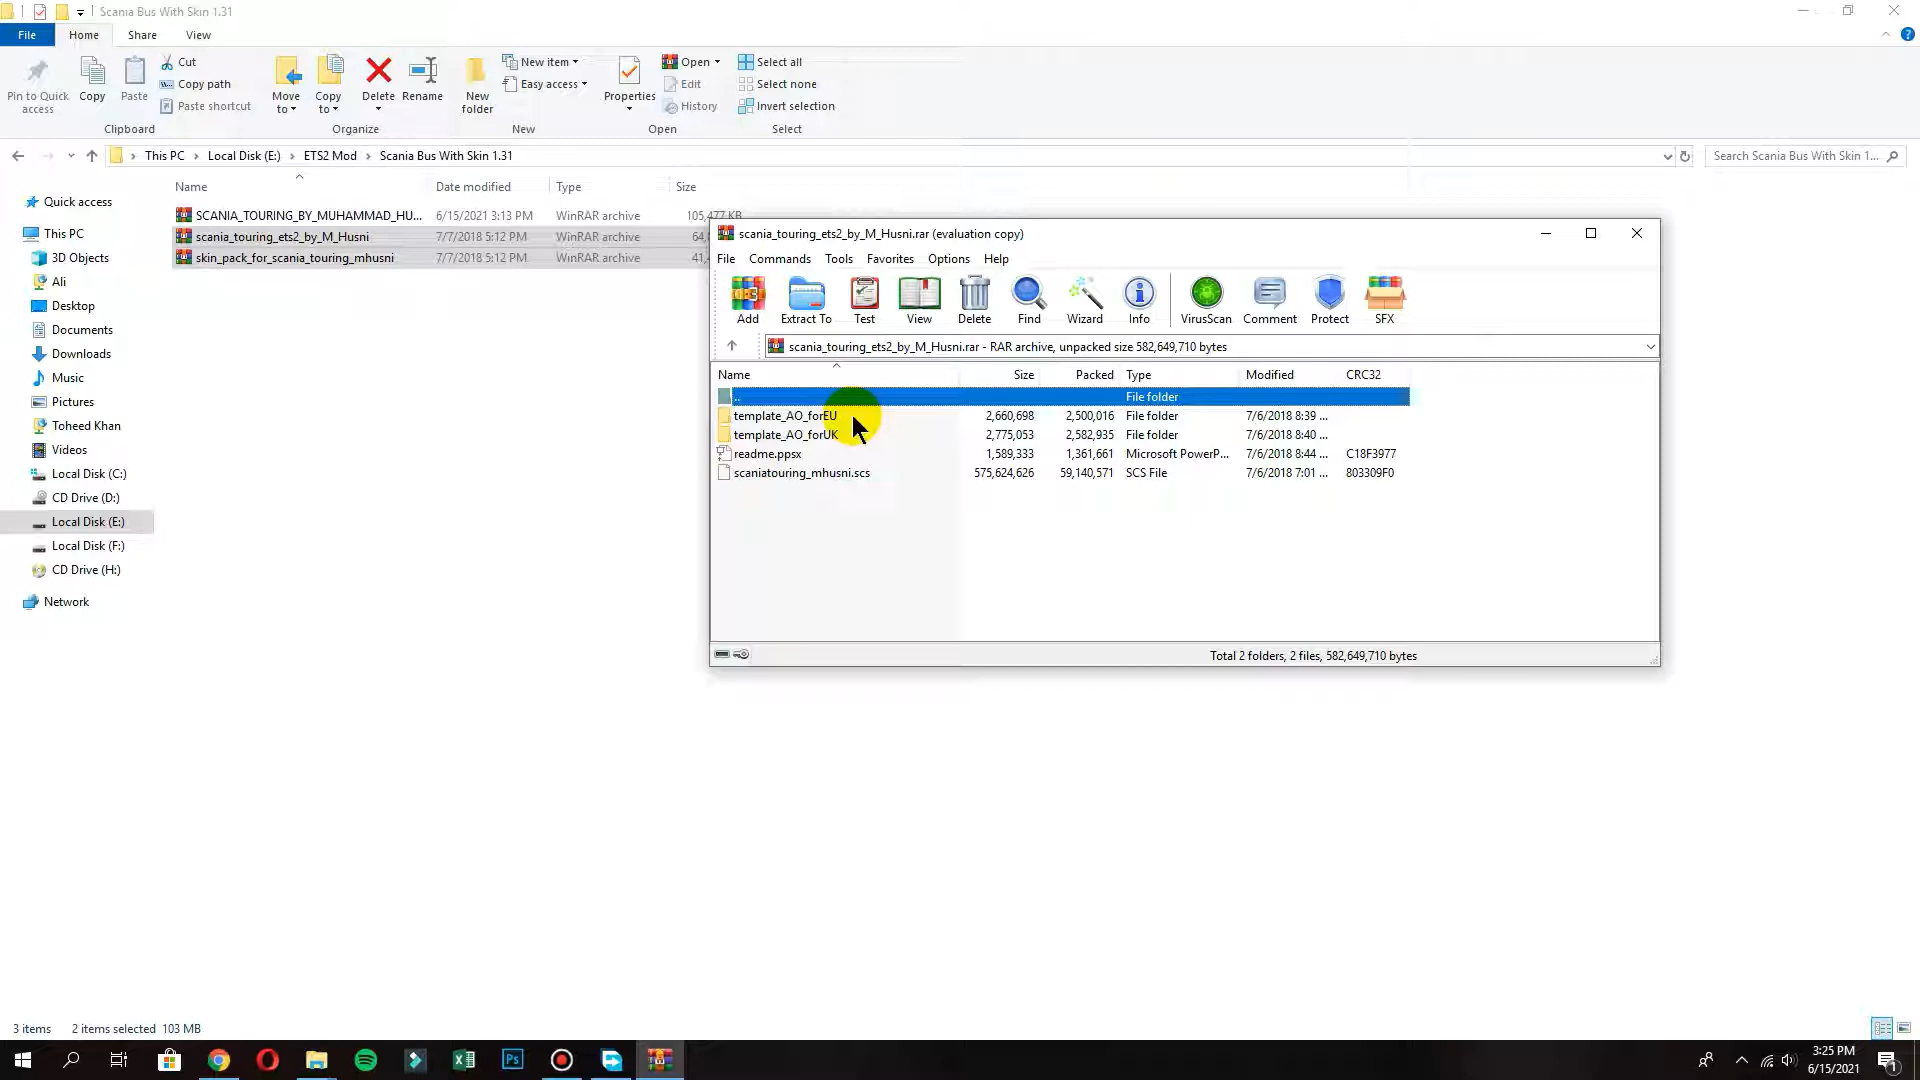 Scania Bus With Skin 1.31
File Home Share View
Pin to Quick access
Copy
Paste
Cut
Copy path
Paste shortcut
Move to
Copy to
Delete
Rename
New folder
New item
Easy access
Properties
Open
Edit
History
Select all
Select none
Invert selection
Clipboard Organize New Open Select
This PC Local Disk (E:) ETS2 Mod Scania Bus With Skin 1.31
Search Scania Bus With Skin 1...
Name Date modified Type Size
SCANIA_TOURING_BY_MUHAMMAD_HU... 6/15/2021 3:13 PM WinRAR archive 105,477 KB
scania_touring_ets2_by_M_Husni 7/7/2018 5:12 PM WinRAR archive
skin_pack_for_scania_touring_mhusni 7/7/2018 5:12 PM WinRAR archive
Quick access
This PC
3D Objects
Ali
Desktop
Documents
Downloads
Music
Pictures
Toheed Khan
Videos
Local Disk (C:)
CD Drive (D:)
Local Disk (E:)
Local Disk (F:)
CD Drive (H:)
Network
scania_touring_ets2_by_M_Husni.rar (evaluation copy)
File Commands Tools Favorites Options Help
Add Extract To Test View Delete Find Wizard Info VirusScan Comment Protect SFX
scania_touring_ets2_by_M_Husni.rar - RAR archive, unpacked size 582,649,710 bytes
Name Size Packed Type Modified CRC32
.. File folder
template_AO_forEU 2,660,698 2,500,016 File folder 7/6/2018 8:39 ...
template_AO_forUK 2,775,053 2,582,935 File folder 7/6/2018 8:40 ...
readme.ppsx 1,589,333 1,361,661 Microsoft PowerP... 7/6/2018 8:44 ... C18F3977
scaniatouring_mhusni.scs 575,624,626 59,140,571 SCS File 7/6/2018 7:01 ... 803309F0
Total 2 folders, 2 files, 582,649,710 bytes
3 items 2 items selected 103 MB
3:25 PM
6/15/2021